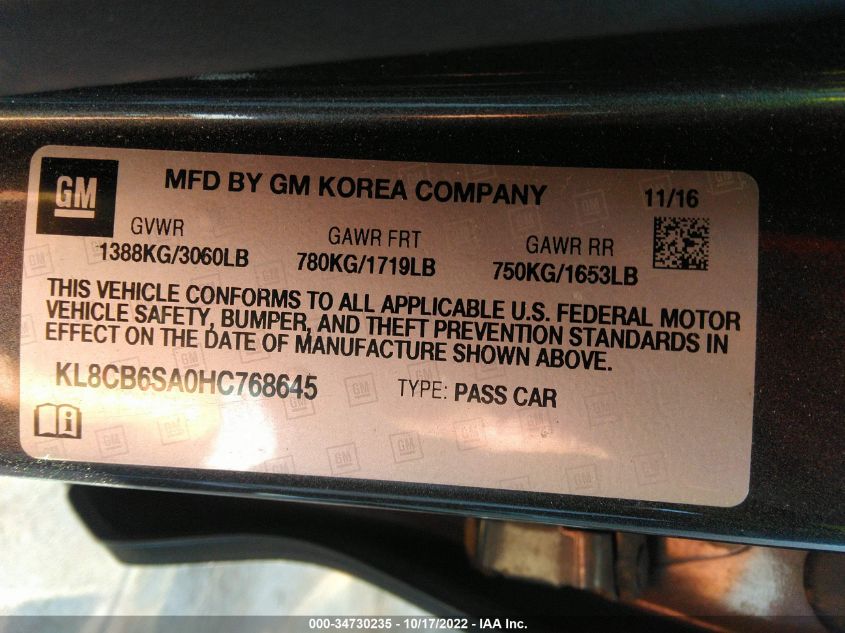 GM
MFD BY GM KOREA COMPANY
11/16
GVWR GAWR FRT GAWR RR
1388KG/3060LB 780KG/1719LB 750KG/1653LB
THIS VEHICLE CONFORMS TO ALL APPLICABLE U.S. FEDERAL MOTOR
VEHICLE SAFETY, BUMPER, AND THEFT PREVENTION STANDARDS IN
EFFECT ON THE DATE OF MANUFACTURE SHOWN ABOVE.
KL8CB6SA0HC768645 TYPE: PASS CAR
000-34730235 - 10/17/2022 - IAA Inc.